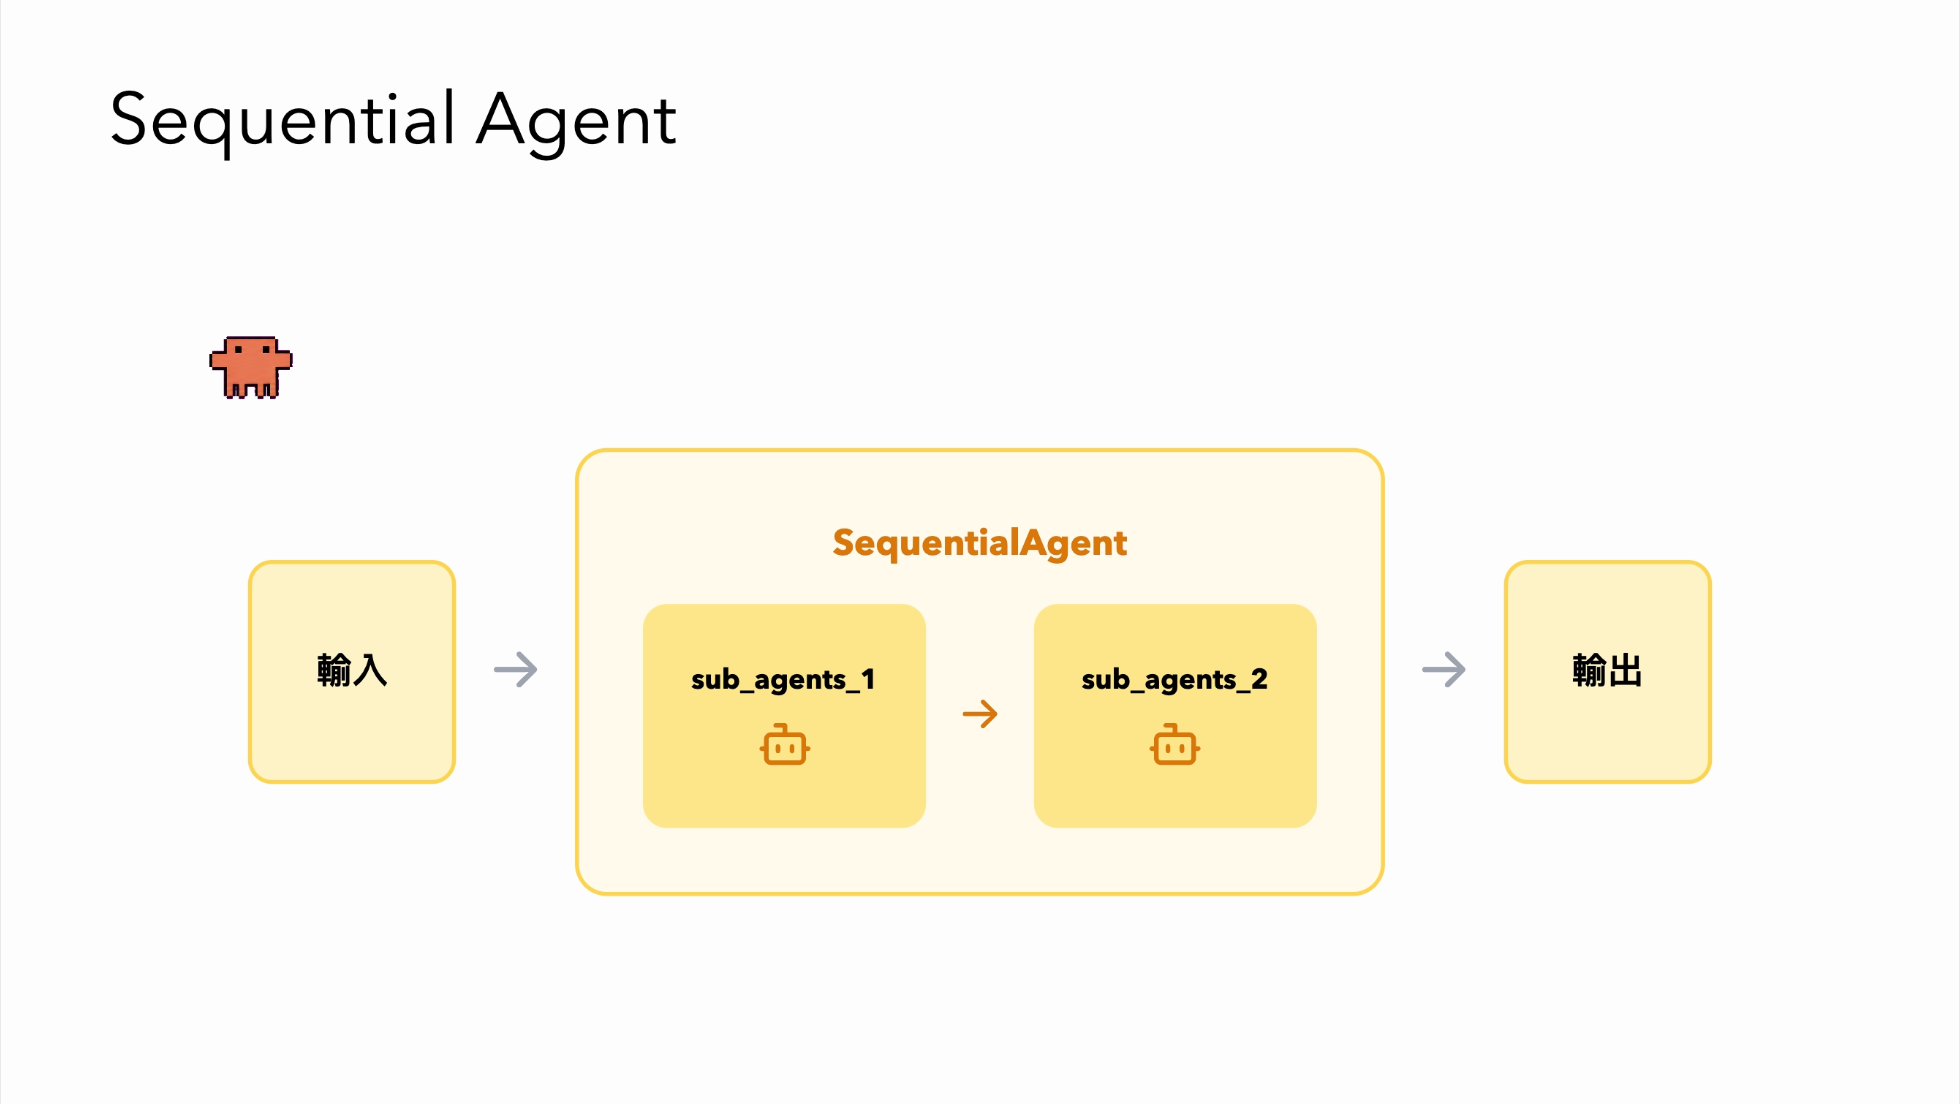 Sequential Agent
SequentialAgent
輸入
sub_agents_1
sub_agents_2
輸出